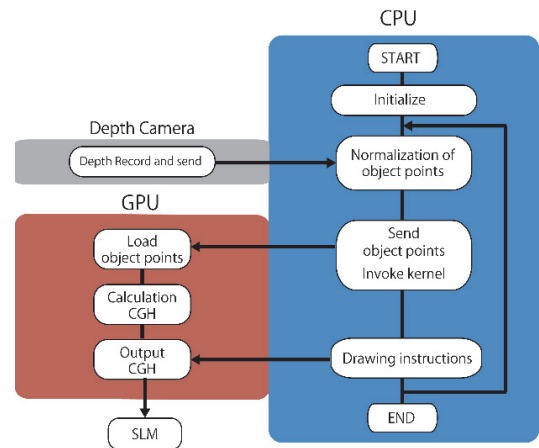 CPU
START
Initialize
Depth Camera
Depth Record and send
Normalization of
object points
GPU
Load
object points
Send
object points
Invoke kernel
Calculation
CGH
Output
CGH
Drawing instructions
SLM
END